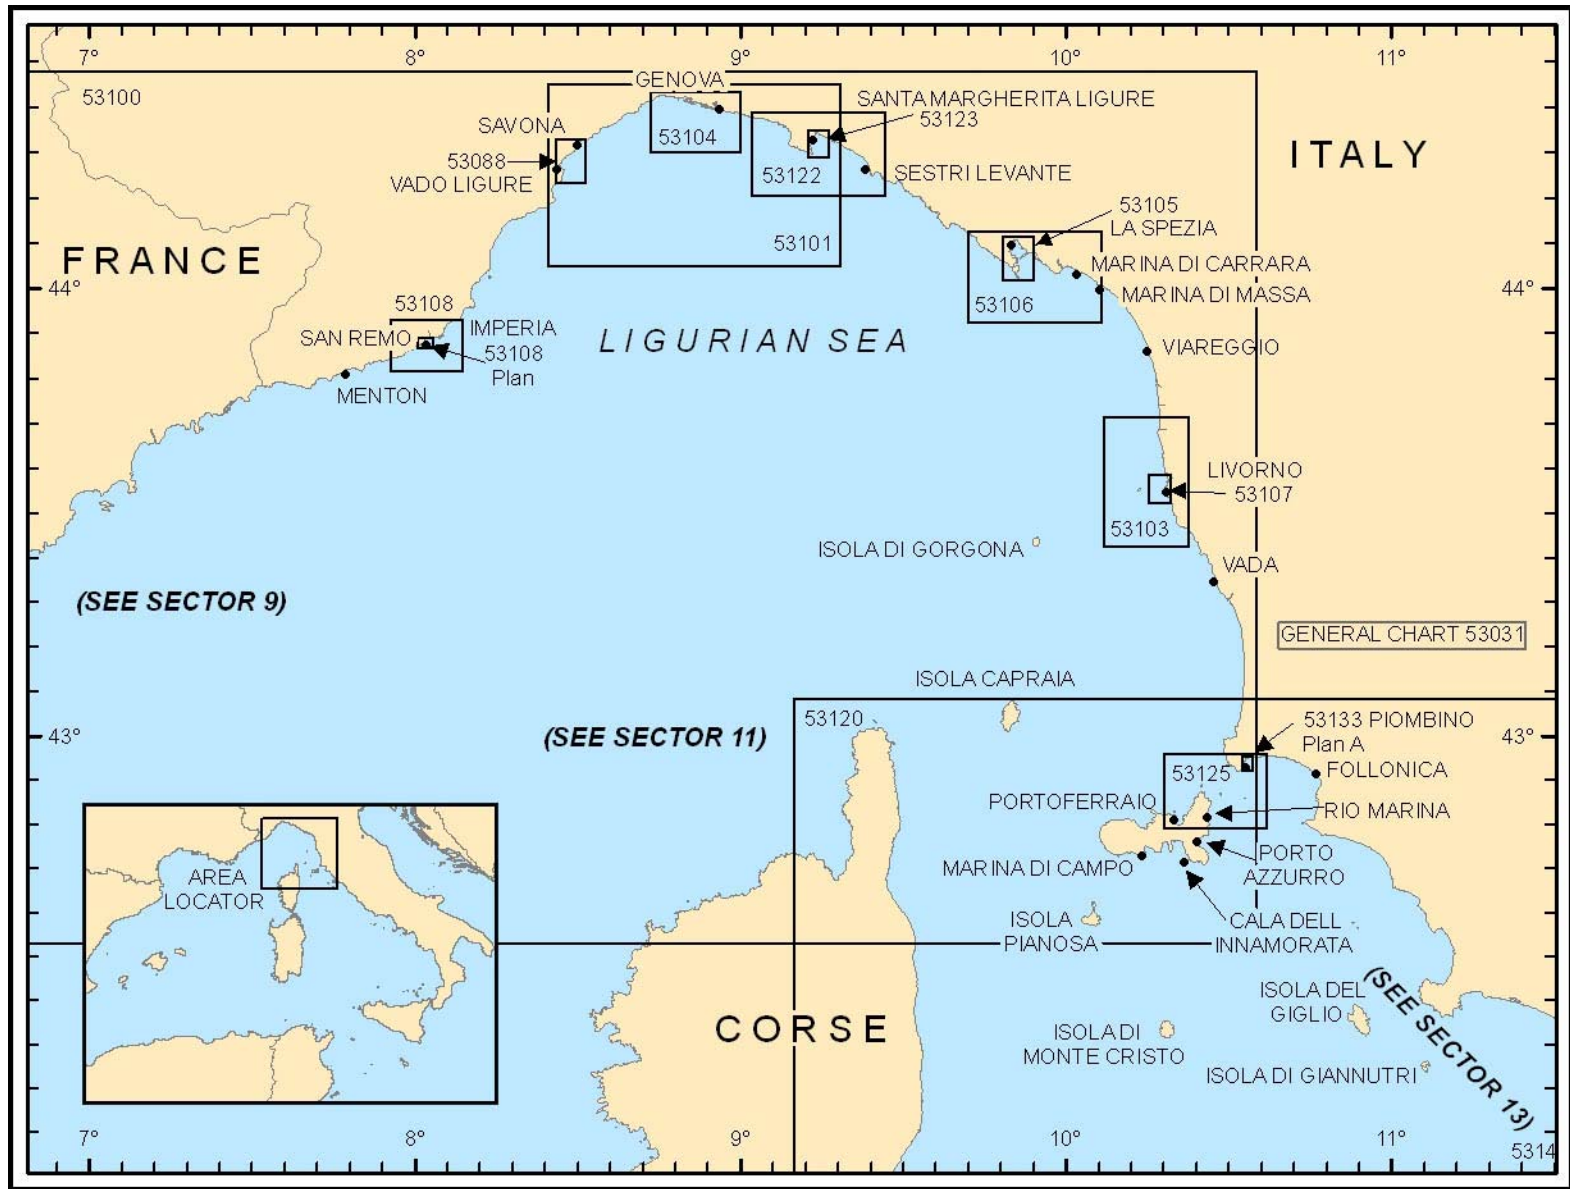 7°
8°
9°
10°
11°
53100
GENOVA
SANTA MARGHERITA LIGURE
53123
SAVONA
53104
53088
VADO LIGURE
53122
SESTRI LEVANTE
ITALY
53105
LA SPEZIA
53101
FRANCE
MARINA DI CARRARA
44°
44°
53106
MARINA DI MASSA
53108
SAN REMO
IMPERIA
53108
Plan
LIGURIAN SEA
VIAREGGIO
MENTON
LIVORNO
53107
53103
ISOLA DI GORGONA
VADA
(SEE SECTOR 9)
GENERAL CHART 53031
ISOLA CAPRAIA
53120
53133 PIOMBINO
Plan A
43°
(SEE SECTOR 11)
43°
53125
FOLLONICA
PORTOFERRAIO
RIO MARINA
MARINA DI CAMPO
PORTO
AZZURRO
AREA
LOCATOR
ISOLA
PIANOSA
CALA DELL
INNAMORATA
ISOLA DEL
GIGLIO
(SEE SECTOR 13)
CORSE
ISOLA DI
MONTE CRISTO
ISOLA DI GIANNUTRI
7°
8°
9°
10°
11°
5314